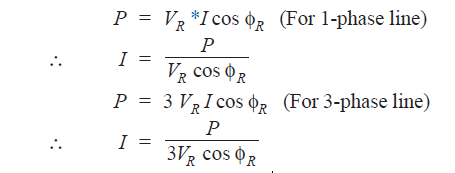 P = V_R *I cos ϕ_R (For 1-phase line)
∴ I = P / V_R cos ϕ_R
P = 3 V_R I cos ϕ_R (For 3-phase line)
∴ I = P / 3V_R cos ϕ_R .